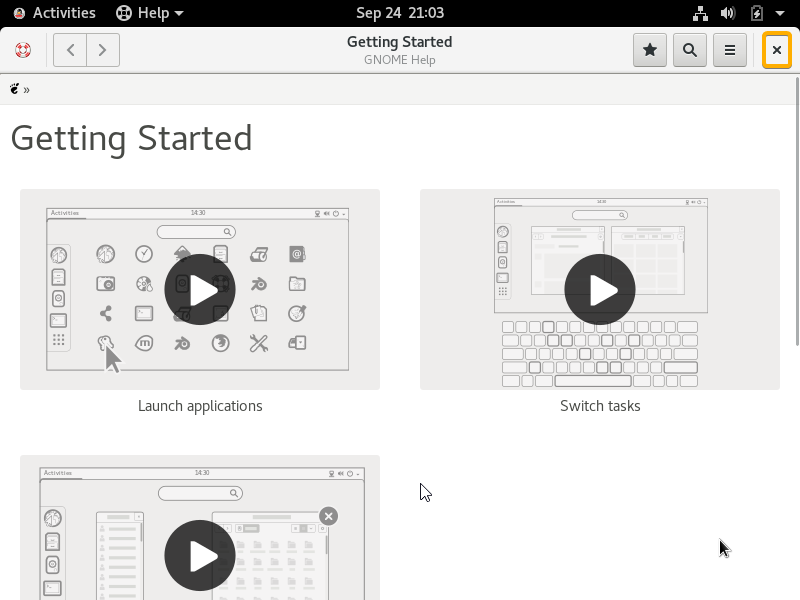 Activities Help Sep 24 21:03
Getting Started
GNOME Help
»
Getting Started
Activities 14:30
Activities 14:30
Launch applications
Switch tasks
Activities 14:30